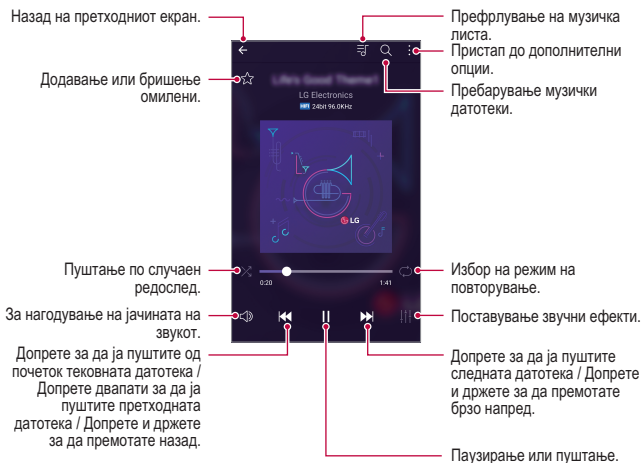 Назад на претходниот екран.
Додавање или бришење
омилени.
Пуштање по случаен
редослед.
За нагодување на јачината на
звукот.
Допрете за да ја пуштите од
почеток тековната датотека /
Допрете двапати за да ја
пуштите претходната
датотека / Допрете и држете
за да премотате назад.
Life's Good Theme1
LG Electronics
HIFI 24bit 96.0KHz
LG
0:20
1:41
Префрлување на музичка
листа.
Пристап до дополнителни
опции.
Пребарување музички
датотеки.
Избор на режим на
повторување.
Поставување звучни ефекти.
Допрете за да ја пуштите
следната датотека / Допрете
и држете за да премотате
брзо напред.
Паузирање или пуштање.